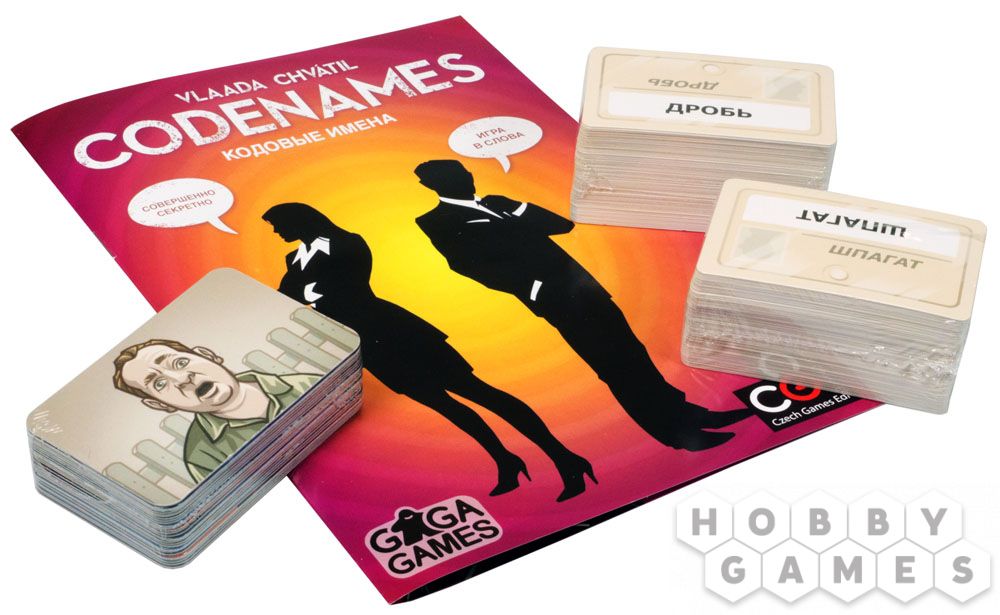 VLAADA CHVÁTIL
CODENAMES
КОДОВЫЕ ИМЕНА
СОВЕРШЕННО
СЕКРЕТНО
ИГРА
В СЛОВА
ДРОБЬ
ДРОБЬ
ШПАГАТ
ШПАГАТ
Czech Games
GAGA
GAMES
HOBBY
GAMES